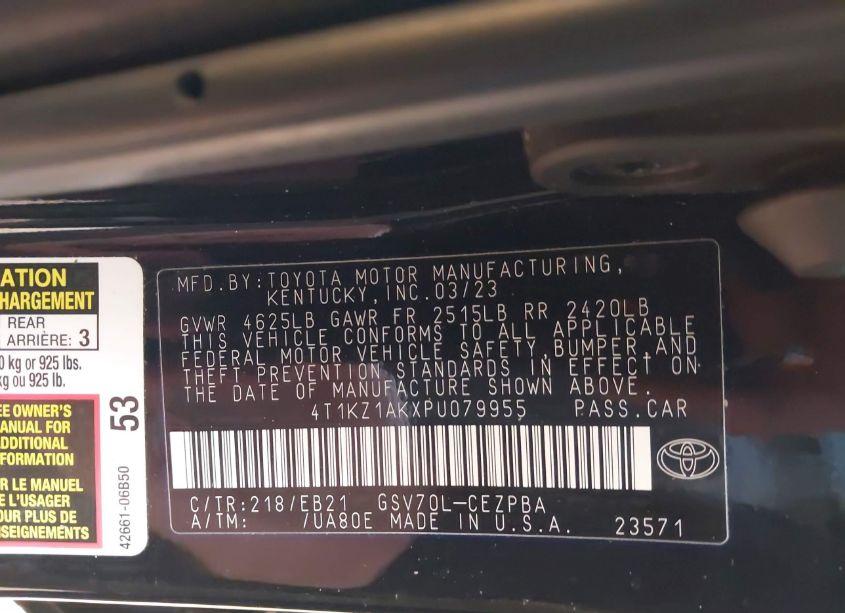 ATION
HARGEMENT
REAR
ARRIÈRE: 3
0 kg or 925 lbs.
kg ou 925 lb.
EE OWNER'S
ANUAL FOR
ADDITIONAL
FORMATION
R LE MANUEL
E L'USAGER
OUR PLUS DE
SEIGNEMENTS
53
42661-06B50
MFD.BY:TOYOTA MOTOR MANUFACTURING,
KENTUCKY,INC.03/23
GVWR 4625LB GAWR FR 2515LB RR 2420LB
THIS VEHICLE CONFORMS TO ALL APPLICABLE
FEDERAL MOTOR VEHICLE SAFETY,BUMPER,AND
THEFT PREVENTION STANDARDS IN EFFECT ON
THE DATE OF MANUFACTURE SHOWN ABOVE.
4T1KZ1AKXPU079955 PASS.CAR
C/TR:218/EB21 GSV70L-CEZPBA
A/TM: /UA80E MADE IN U.S.A. 23571